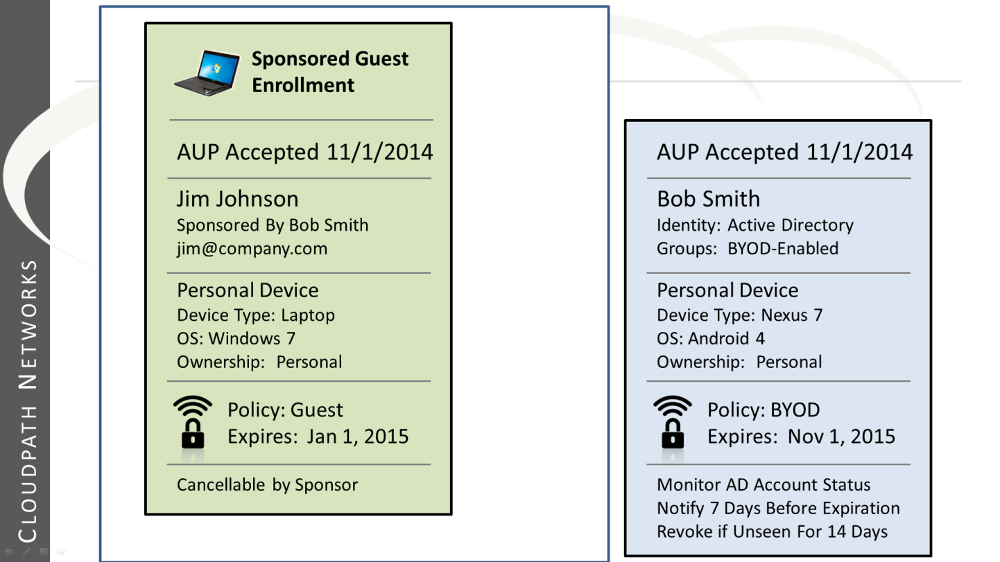 CLOUDPATH NETWORKS
Sponsored Guest
Enrollment
AUP Accepted 11/1/2014
Jim Johnson
Sponsored By Bob Smith
jim@company.com
Personal Device
Device Type: Laptop
OS: Windows 7
Ownership: Personal
Policy: Guest
Expires: Jan 1, 2015
Cancellable by Sponsor
AUP Accepted 11/1/2014
Bob Smith
Identity: Active Directory
Groups: BYOD-Enabled
Personal Device
Device Type: Nexus 7
OS: Android 4
Ownership: Personal
Policy: BYOD
Expires: Nov 1, 2015
Monitor AD Account Status
Notify 7 Days Before Expiration
Revoke if Unseen For 14 Days